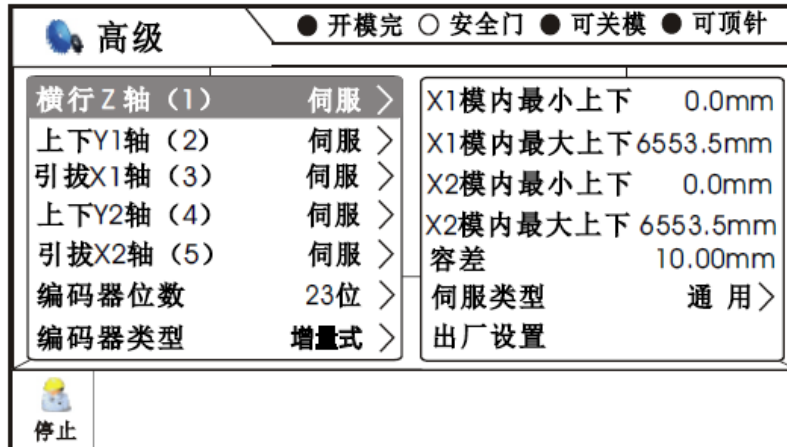 高级
● 开模完 ○ 安全门 ● 可关模 ● 可顶针
横行Z轴（1） 伺服 >
上下Y1轴（2） 伺服 >
引拔X1轴（3） 伺服 >
上下Y2轴（4） 伺服 >
引拔X2轴（5） 伺服 >
编码器位数 23位 >
编码器类型 增量式 >
X1模内最小上下 0.0mm
X1模内最大上下 6553.5mm
X2模内最小上下 0.0mm
X2模内最大上下 6553.5mm
容差 10.00mm
伺服类型 通 用 >
出厂设置
停止